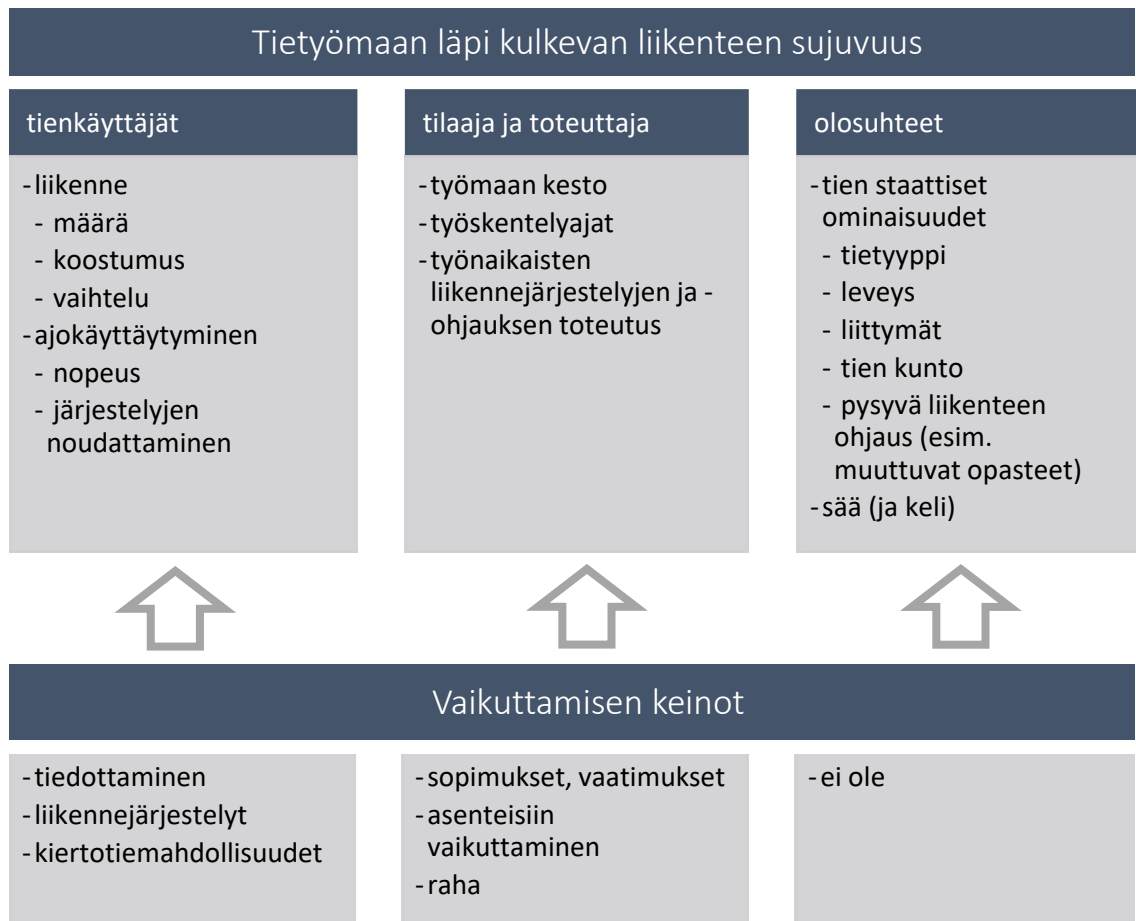 Tietyömaan läpi kulkevan liikenteen sujuvuus
tienkäyttäjät
-liikenne
- määrä
- koostumus
- vaihtelu
-ajokäyttäytyminen
- nopeus
- järjestelyjen
noudattaminen
tilaaja ja toteuttaja
-työmaan kesto
-työskentelyajat
-työnaikaisten
liikennejärjestelyjen ja -
ohjauksen toteutus
olosuhteet
-tien staattiset
ominaisuudet
- tietyyppi
- leveys
- liittymät
- tien kunto
- pysyvä liikenteen
ohjaus (esim.
muuttuvat opasteet)
-sää (ja keli)
Vaikuttamisen keinot
-tiedottaminen
-liikennejärjestelyt
-kiertotiemahdollisuudet
-sopimukset, vaatimukset
-asenteisiin
vaikuttaminen
-raha
-ei ole